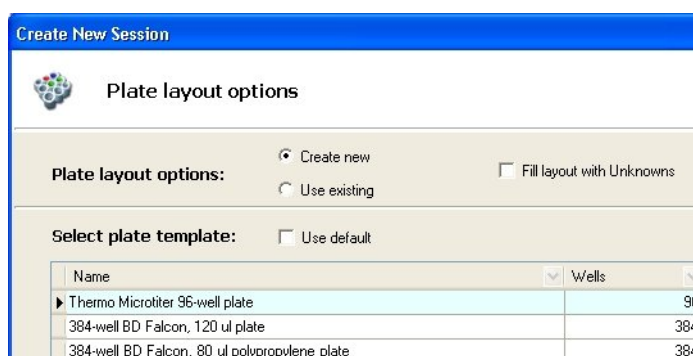 Create New Session
Plate layout options
Plate layout options:
Create new
Fill layout with Unknowns
Use existing
Select plate template:
Use default
Name Wells
Thermo Microtiter 96-well plate
384-well BD Falcon, 120 ul plate 384
384-well BD Falcon, 80 ul polypropylene plate 384